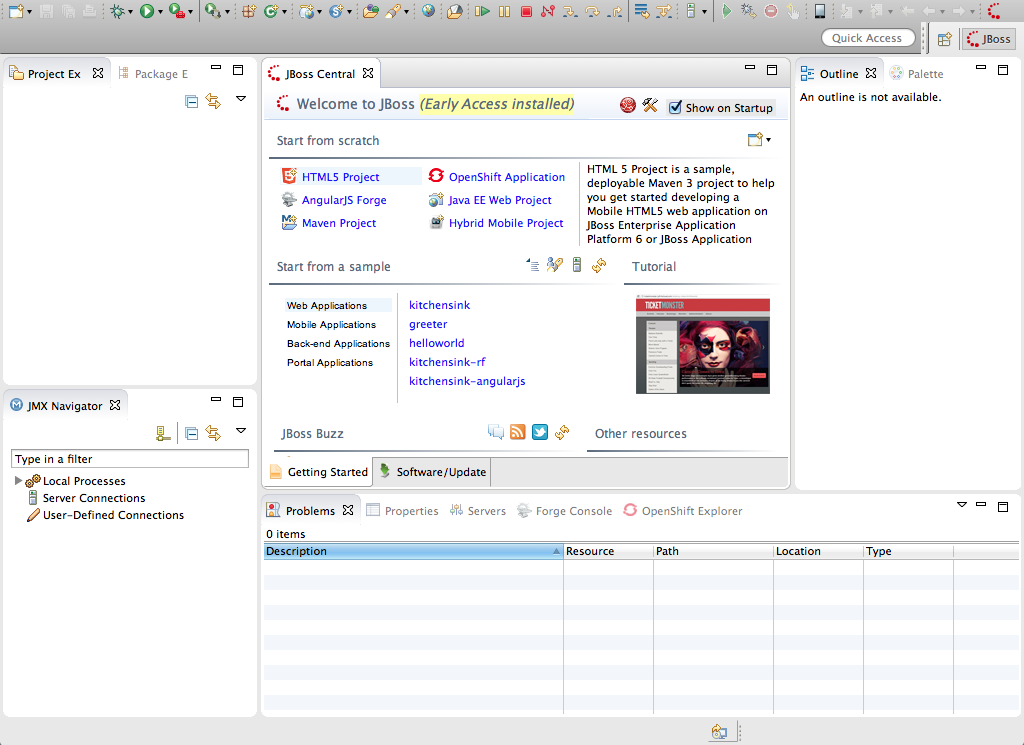 Quick Access
JBoss
Project Ex
Package E
JBoss Central
Welcome to JBoss (Early Access installed)
Show on Startup
Start from scratch
HTML5 Project
OpenShift Application
AngularJS Forge
Java EE Web Project
Maven Project
Hybrid Mobile Project
HTML 5 Project is a sample,
deployable Maven 3 project to help
you get started developing a
Mobile HTML5 web application on
JBoss Enterprise Application
Platform 6 or JBoss Application
Start from a sample
Web Applications
Mobile Applications
Back-end Applications
Portal Applications
kitchensink
greeter
helloworld
kitchensink-rf
kitchensink-angularjs
Tutorial
TICKETMONSTER
JBoss Buzz
Other resources
Getting Started
Software/Update
Outline
Palette
An outline is not available.
JMX Navigator
Type in a filter
Local Processes
Server Connections
User-Defined Connections
Problems
Properties
Servers
Forge Console
OpenShift Explorer
0 items
Description
Resource
Path
Location
Type